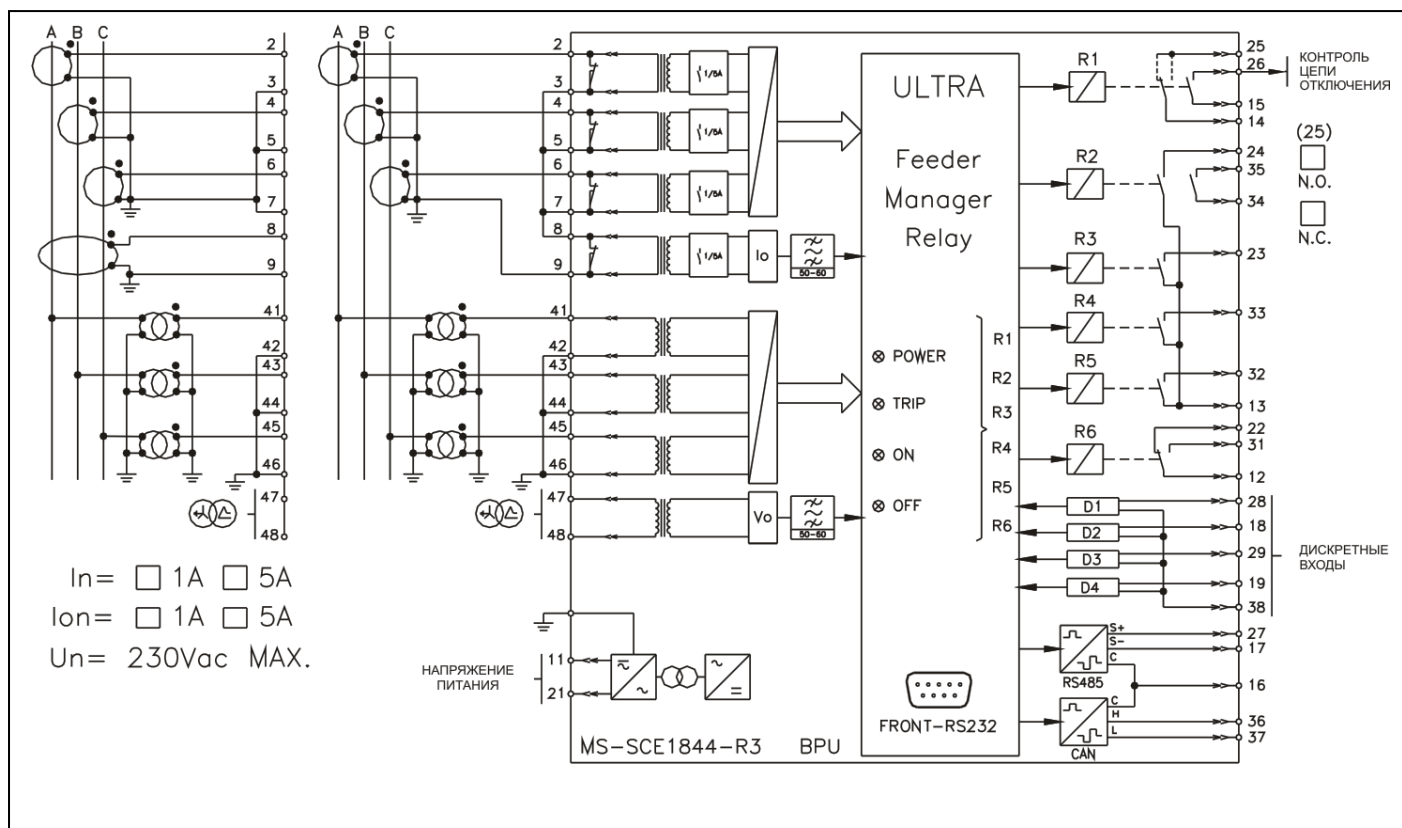 A B C
2
3
4
5
6
7
8
9
41
42
43
44
45
46
47
48
In= 1A 5A
Ion= 1A 5A
Un= 230Vac MAX.
A B C
2
3
4
5
6
7
8
9
41
42
43
44
45
46
47
48
1/5A
1/5A
1/5A
1/5A
Io
50-60
Vo
50-60
НАПРЯЖЕНИЕ
ПИТАНИЯ
11
21
MS-SCE1844-R3 BPU
ULTRA
Feeder
Manager
Relay
POWER
TRIP
ON
OFF
R1
R2
R3
R4
R5
R6
FRONT-RS232
R1
R2
R3
R4
R5
R6
D1
D2
D3
D4
S+
S-
C
RS485
C
H
L
CAN
25
26
15
14
24
35
34
23
33
32
13
22
31
12
28
18
29
19
38
27
17
16
36
37
КОНТРОЛЬ
ЦЕПИ
ОТКЛЮЧЕНИЯ
(25)
N.O.
N.C.
ДИСКРЕТНЫЕ
ВХОДЫ